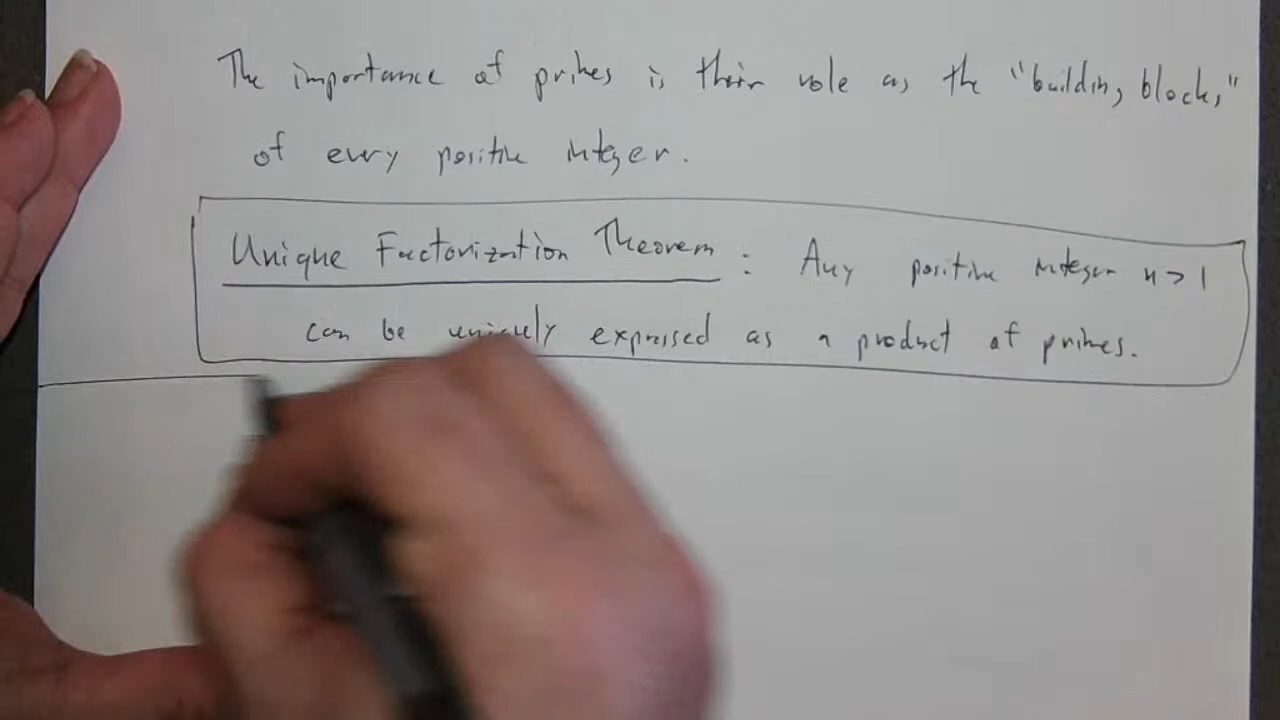 The importance of primes is their role as the "building blocks"
of every positive integer.
Unique Factorization Theorem : Any positive integer n > 1
can be uniquely expressed as a product of primes.